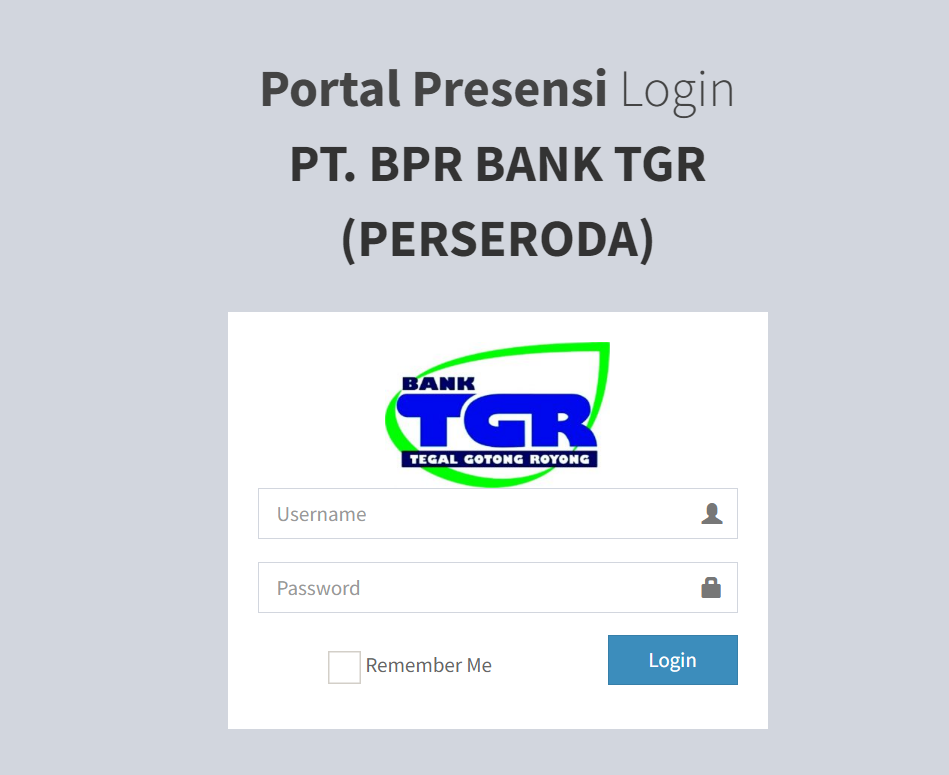 Portal Presensi Login
PT. BPR BANK TGR
(PERSERODA)
BANK
TGR
TEGAL GOTONG ROYONG
Username
Password
Remember Me
Login